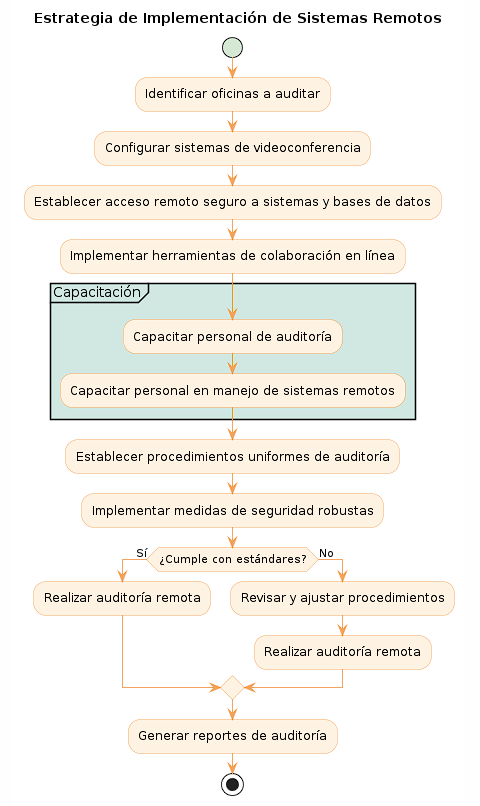 Estrategia de Implementación de Sistemas Remotos
Identificar oficinas a auditar
Configurar sistemas de videoconferencia
Establecer acceso remoto seguro a sistemas y bases de datos
Implementar herramientas de colaboración en línea
Capacitación
Capacitar personal de auditoría
Capacitar personal en manejo de sistemas remotos
Establecer procedimientos uniformes de auditoría
Implementar medidas de seguridad robustas
Sí
¿Cumple con estándares?
No
Realizar auditoría remota
Revisar y ajustar procedimientos
Realizar auditoría remota
Generar reportes de auditoría